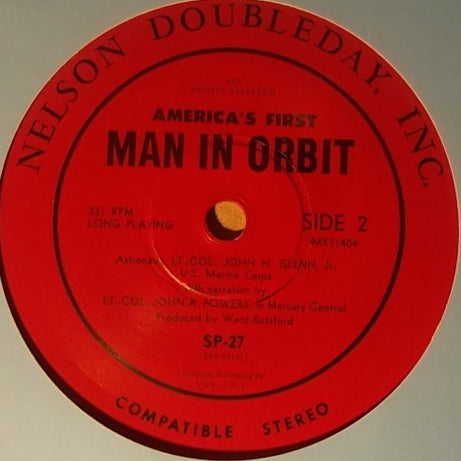 NELSON DOUBLEDAY, INC.
ALL
RIGHTS RESERVED
AMERICA'S FIRST
MAN IN ORBIT
33⅓ RPM
LONG PLAYING
SIDE 2
MX11404
Astronaut LT. COL. JOHN H. GLENN, Jr.
U.S. Marine Corps
with narration by
LT. COL. JOHN A. POWERS, in Mercury Control
Produced by Ward Botsford
SP-27
Original Recording by
VOX, U.S.A.
COMPATIBLE STEREO